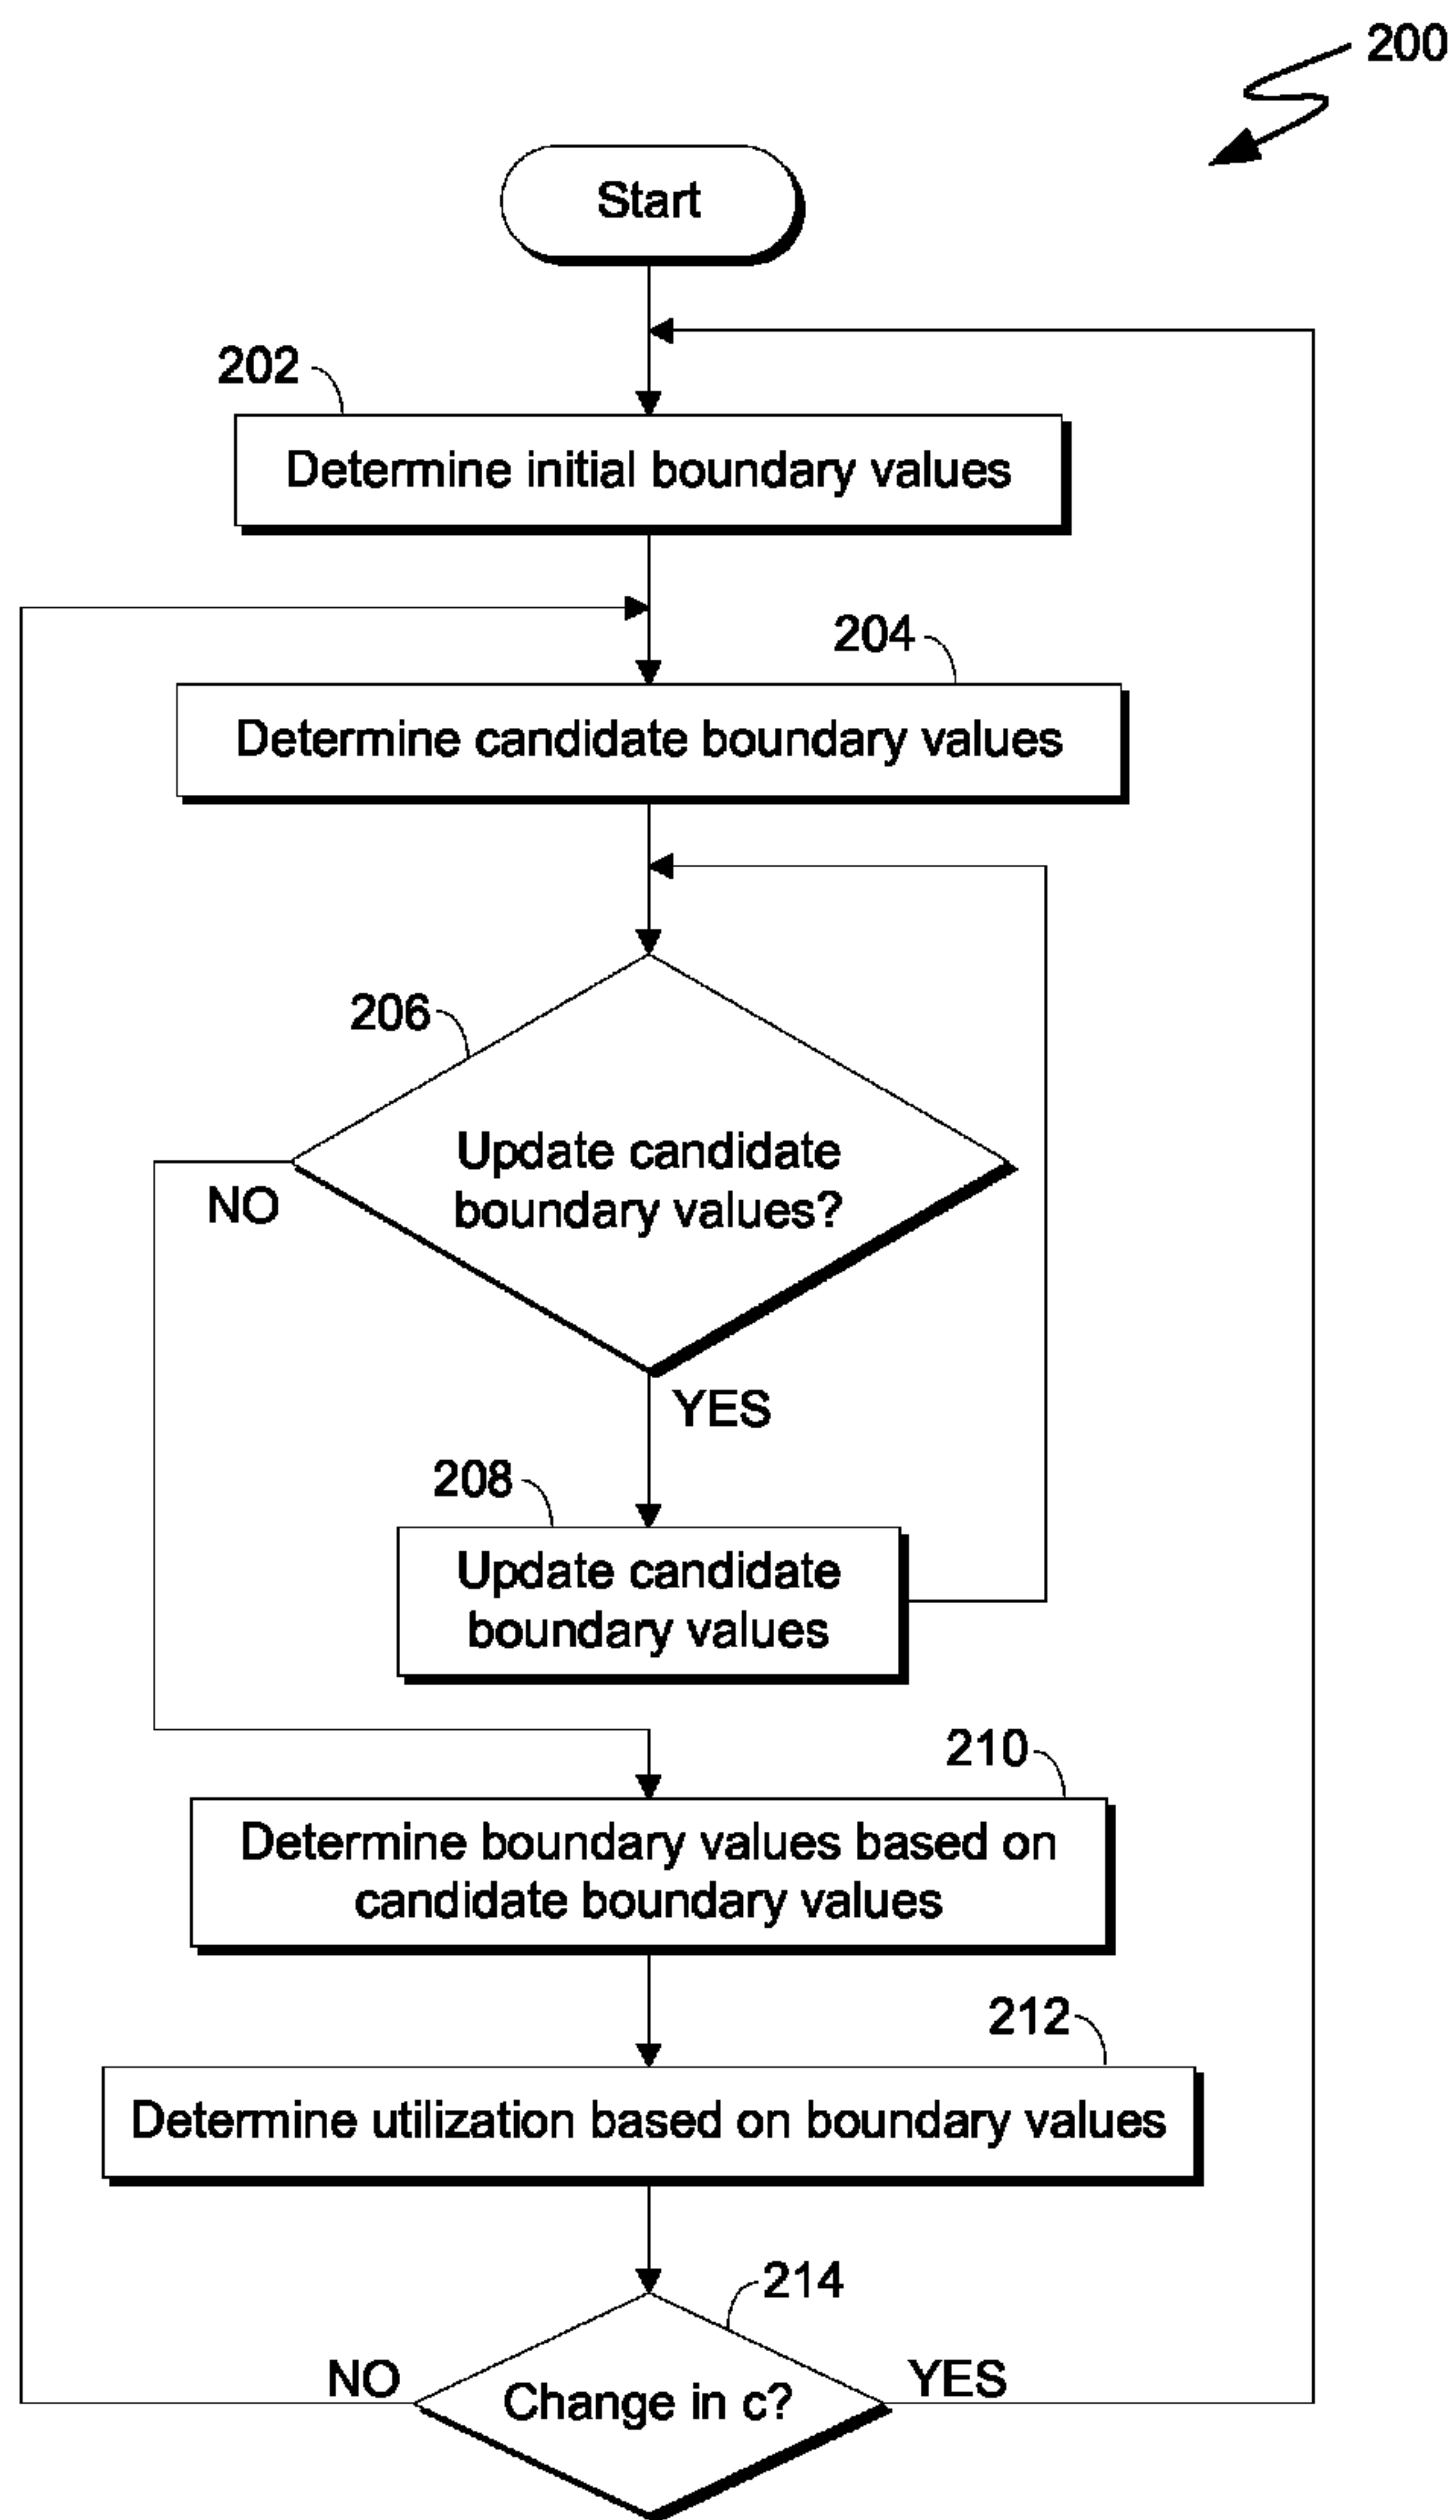 200
Start
202
Determine initial boundary values
204
Determine candidate boundary values
206
Update candidate
boundary values?
NO
YES
208
Update candidate
boundary values
210
Determine boundary values based on
candidate boundary values
212
Determine utilization based on boundary values
214
NO
YES
Change in c?